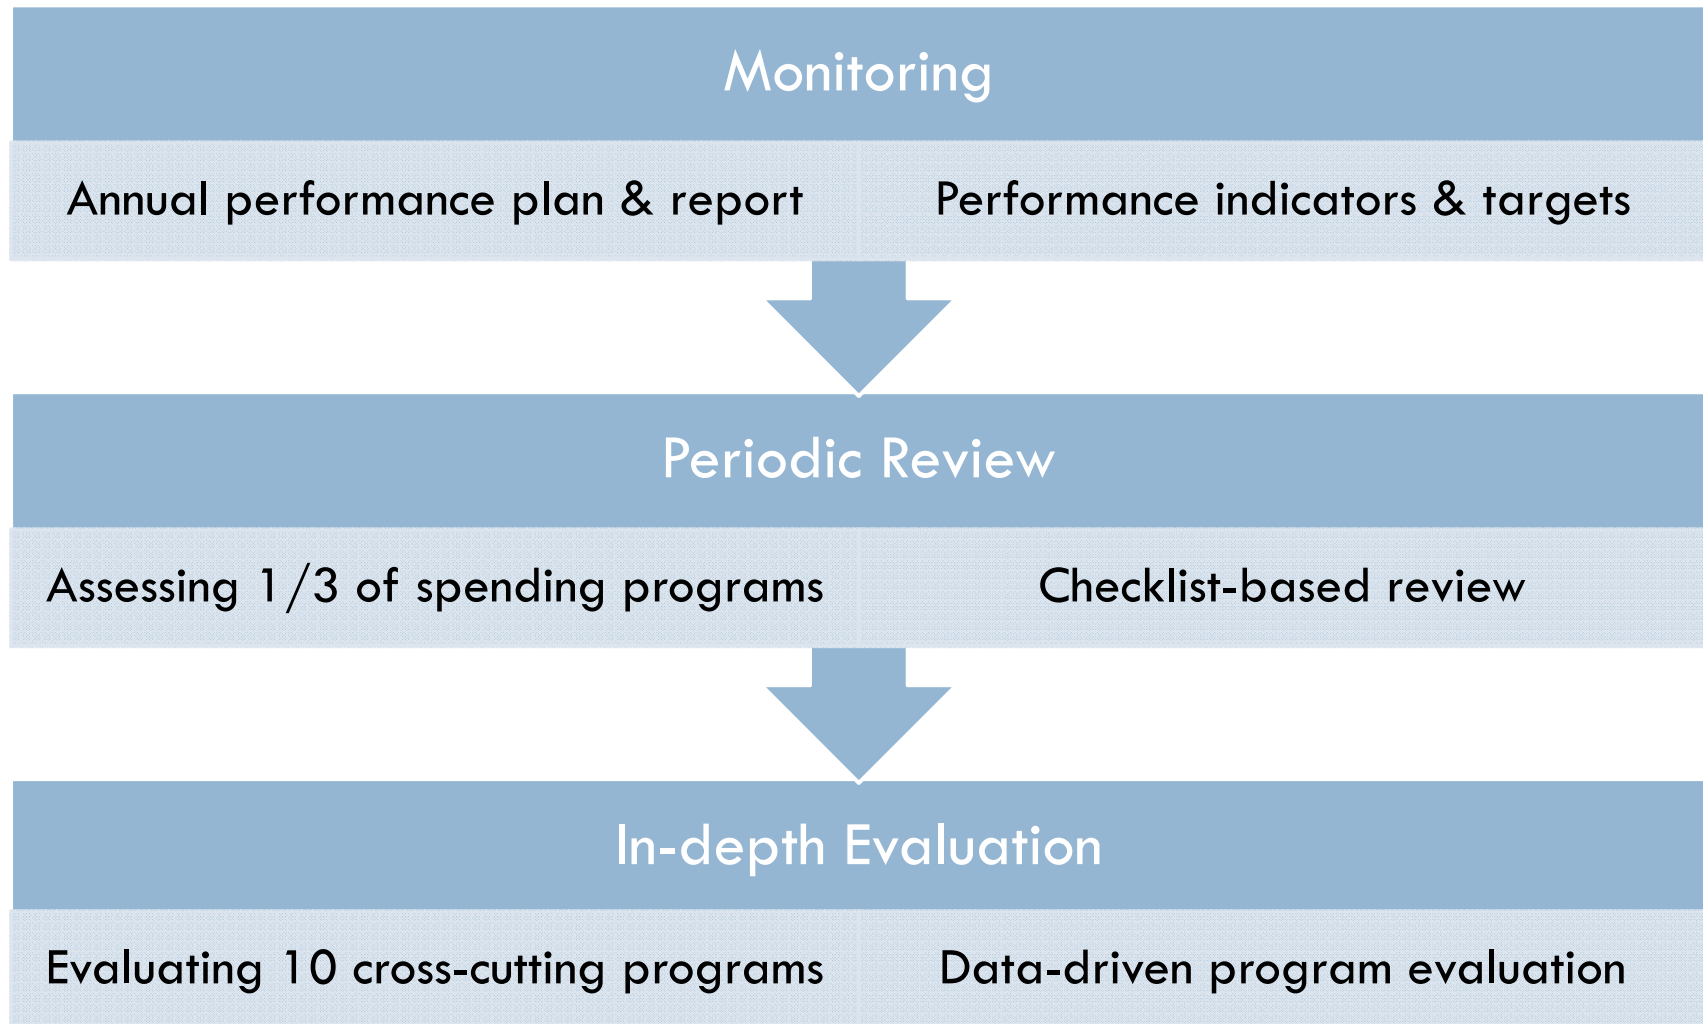 Monitoring
Annual performance plan & report
Performance indicators & targets
Periodic Review
Assessing 1/3 of spending programs
Checklist-based review
In-depth Evaluation
Evaluating 10 cross-cutting programs
Data-driven program evaluation